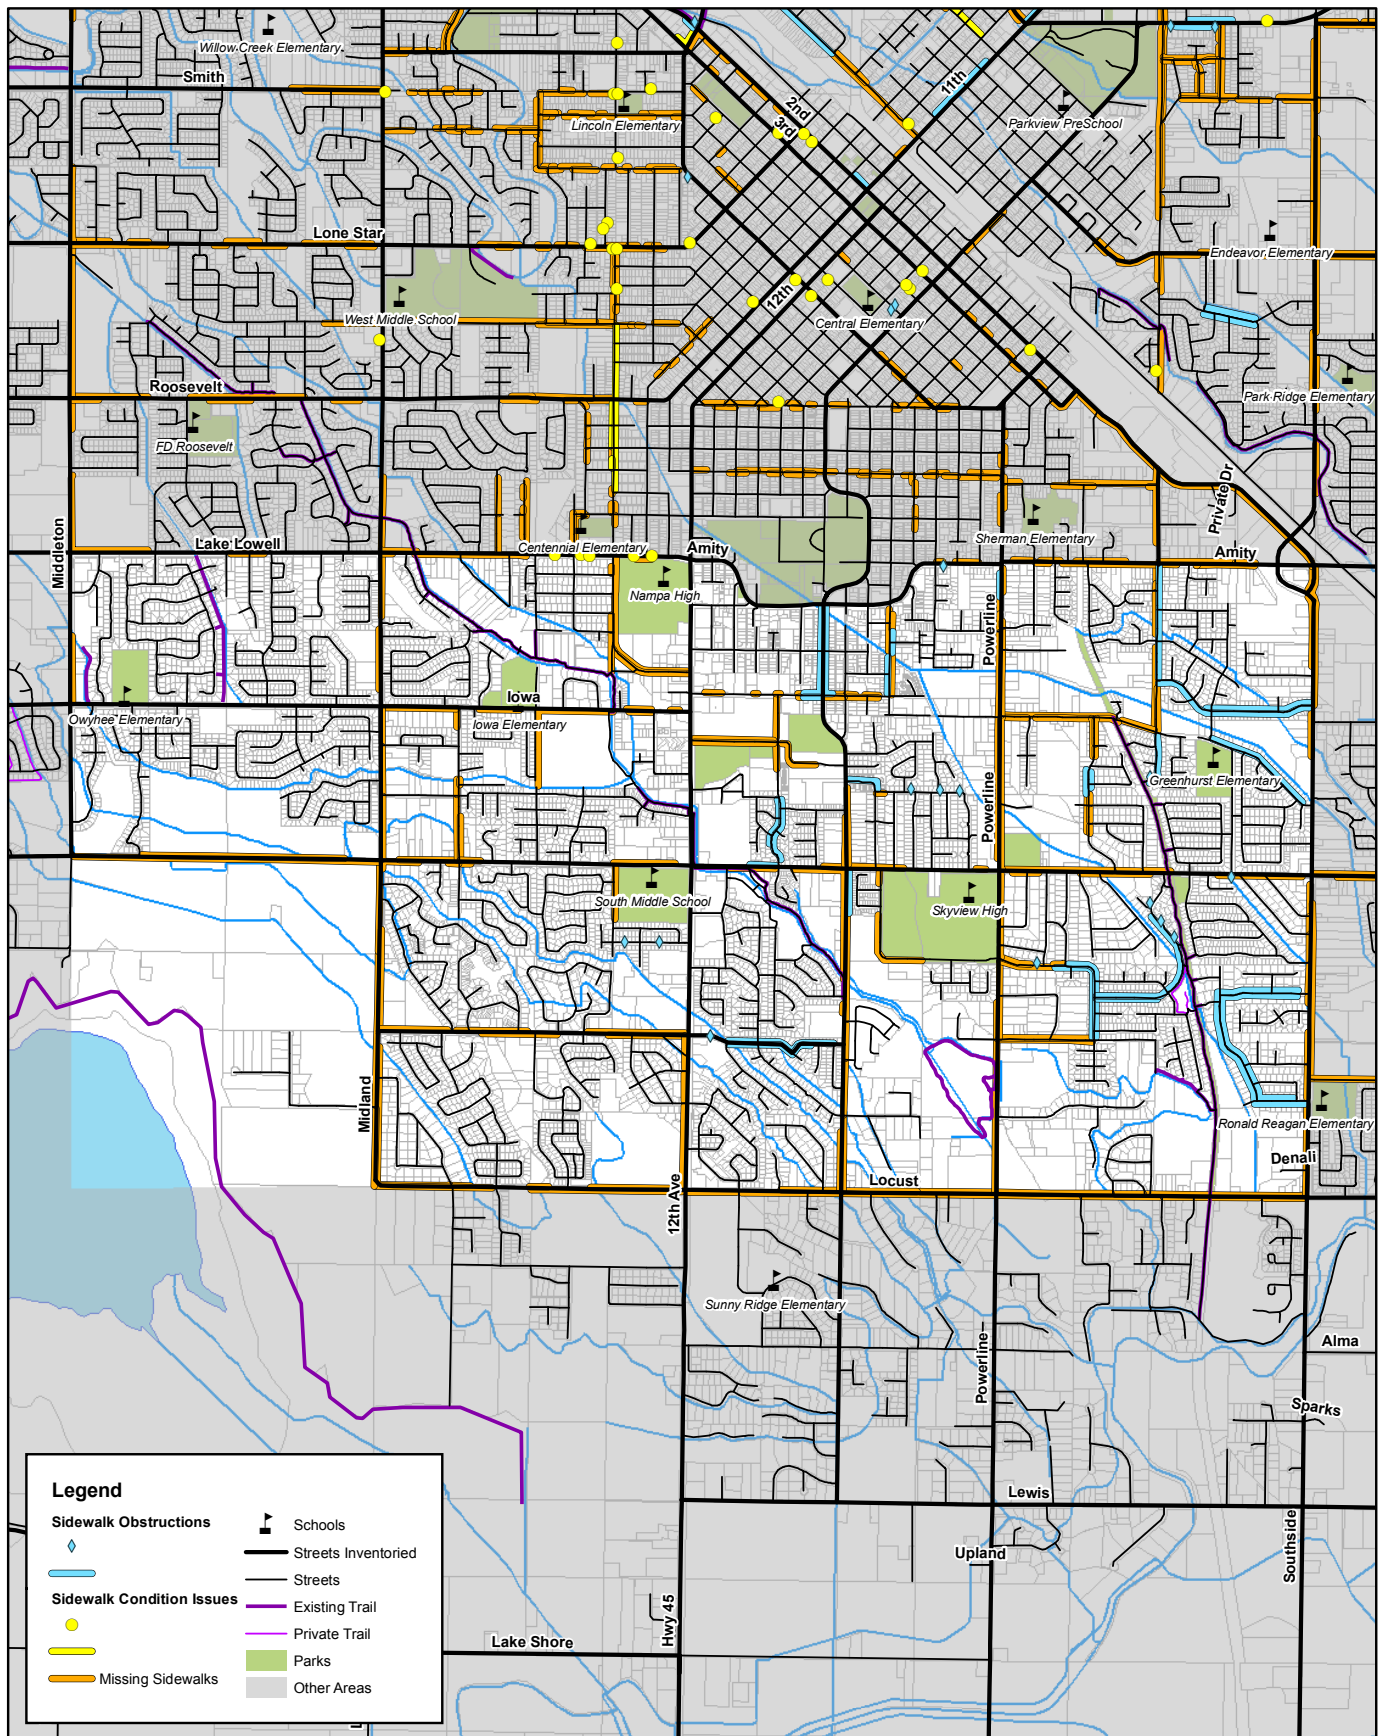 Willow Creek Elementary
Smith
Lincoln Elementary
2nd
3rd
11th
Parkview PreSchool
Lone Star
Endeavor Elementary
West Middle School
12th
Central Elementary
Roosevelt
Park Ridge Elementary
FD Roosevelt
Middleton
Lake Lowell
Centennial Elementary
Amity
Sherman Elementary
Private Dr
Amity
Nampa High
Powerline
Owyhee Elementary
Iowa
Iowa Elementary
Powerline
Greenhurst Elementary
South Middle School
Skyview High
Midland
Ronald Reagan Elementary
Denali
12th Ave
Locust
Sunny Ridge Elementary
Powerline
Alma
Sparks
Lewis
Upland
Southside
Hwy 45
Lake Shore
Legend
Sidewalk Obstructions
Sidewalk Condition Issues
Missing Sidewalks
Schools
Streets Inventoried
Streets
Existing Trail
Private Trail
Parks
Other Areas